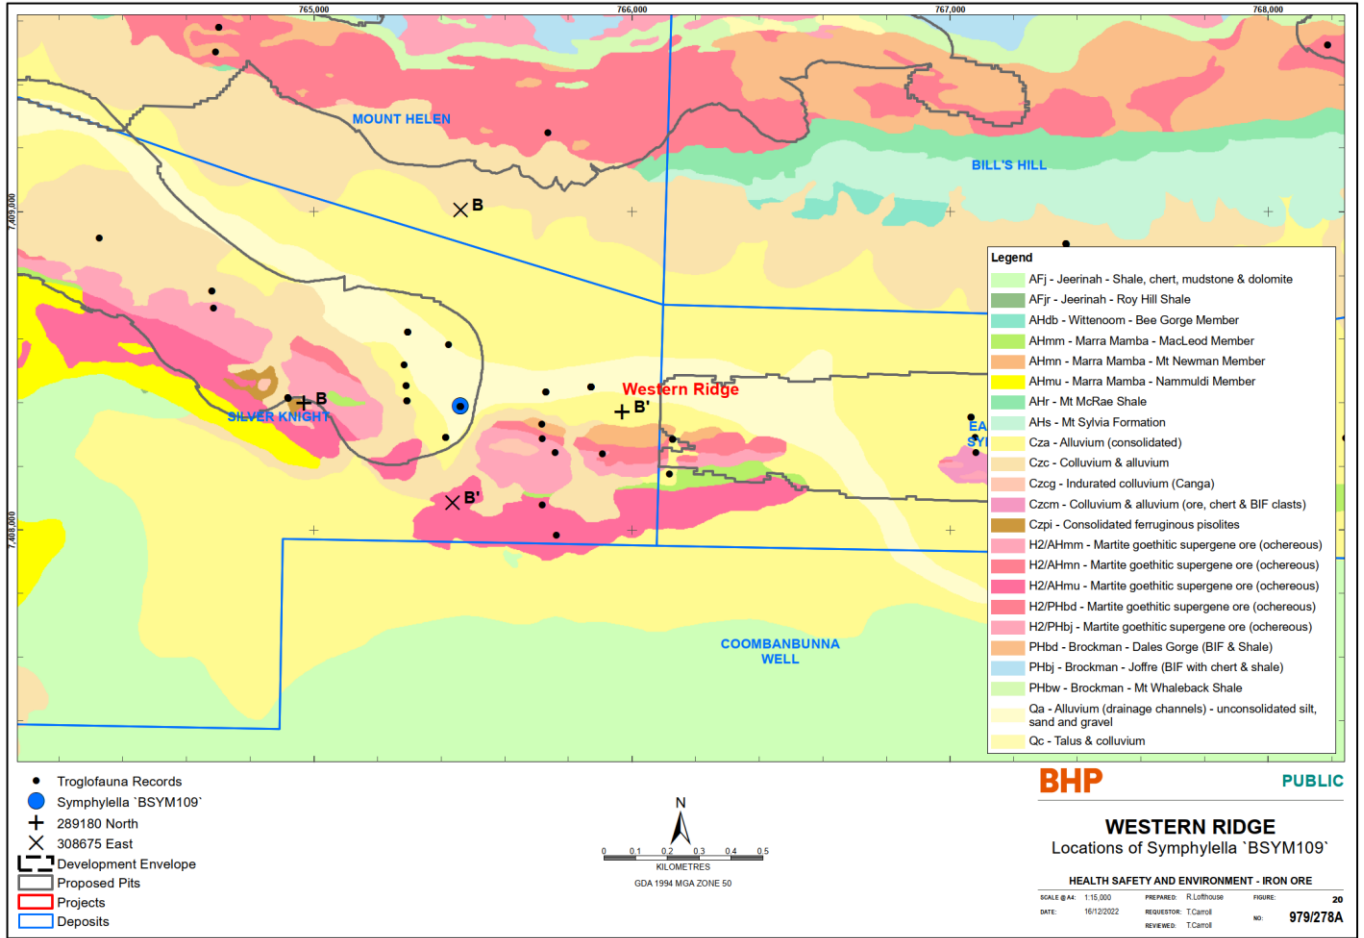 765,000
766,000
767,000
768,000
7,409,000
7,408,000
MOUNT HELEN
BILL'S HILL
B
B
SILVER KNIGHT
Western Ridge
B'
B'
EA
SY
COOMBANBUNNA
WELL
Legend
AFj - Jeerinah - Shale, chert, mudstone & dolomite
AFjr - Jeerinah - Roy Hill Shale
AHdb - Wittenoom - Bee Gorge Member
AHmm - Marra Mamba - MacLeod Member
AHmn - Marra Mamba - Mt Newman Member
AHmu - Marra Mamba - Nammuldi Member
AHr - Mt McRae Shale
AHs - Mt Sylvia Formation
Cza - Alluvium (consolidated)
Czc - Colluvium & alluvium
Czcg - Indurated colluvium (Canga)
Czcm - Colluvium & alluvium (ore, chert & BIF clasts)
Czpi - Consolidated ferruginous pisolites
H2/AHmm - Martite goethitic supergene ore (ochereous)
H2/AHmn - Martite goethitic supergene ore (ochereous)
H2/AHmu - Martite goethitic supergene ore (ochereous)
H2/PHbd - Martite goethitic supergene ore (ochereous)
H2/PHbj - Martite goethitic supergene ore (ochereous)
PHbd - Brockman - Dales Gorge (BIF & Shale)
PHbj - Brockman - Joffre (BIF with chert & shale)
PHbw - Brockman - Mt Whaleback Shale
Qa - Alluvium (drainage channels) - unconsolidated silt,
sand and gravel
Qc - Talus & colluvium
Troglofauna Records
Symphylella `BSYM109`
289180 North
308675 East
Development Envelope
Proposed Pits
Projects
Deposits
N
0 0.1 0.2 0.3 0.4 0.5
KILOMETRES
GDA 1994 MGA ZONE 50
BHP
PUBLIC
WESTERN RIDGE
Locations of Symphylella `BSYM109`
HEALTH SAFETY AND ENVIRONMENT - IRON ORE
SCALE @ A4: 1:15,000 PREPARED: R.Lofthouse FIGURE: 20
DATE: 16/12/2022 REQUESTOR: T.Carroll NO: 979/278A
REVIEWED: T.Carroll